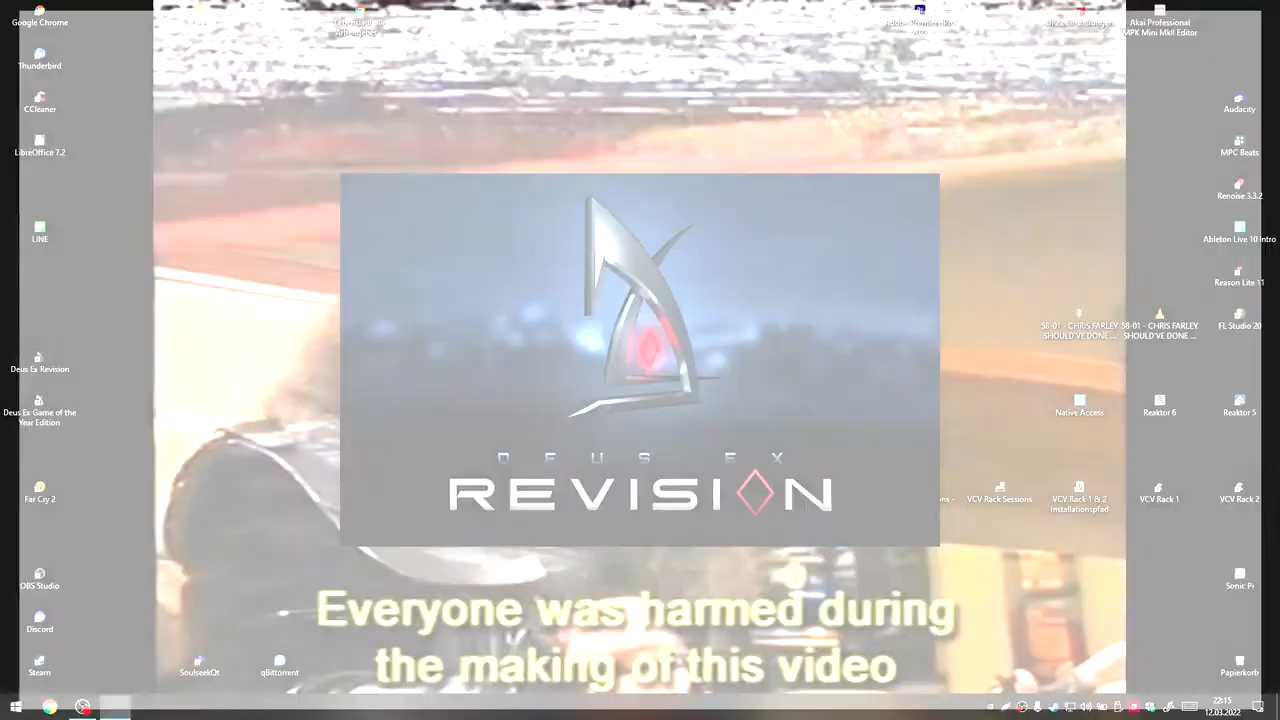 Google Chrome
Akai Professional
MPK Mini MkII Editor
Thunderbird
CCleaner
Audacity
LibreOffice 7.2
MPC Beats
Renoise 3.3.2
LINE
Ableton Live 10 Intro
Reason Lite 11
58-01 - CHRIS FARLEY
SHOULD'VE DONE ...
58-01 - CHRIS FARLEY
SHOULD'VE DONE ...
FL Studio 20
Deus Ex Revision
Deus Ex Game of the
Year Edition
Native Access
Reaktor 6
Reaktor 5
DEUS EX
REVISION
Far Cry 2
VCV Rack Sessions
VCV Rack 1 & 2
Installationspfad
VCV Rack 1
VCV Rack 2
OBS Studio
Sonic Pi
Everyone was harmed during
the making of this video
Discord
Steam
SoulseekQt
qBittorrent
Papierkorb
22:15
12.03.2022